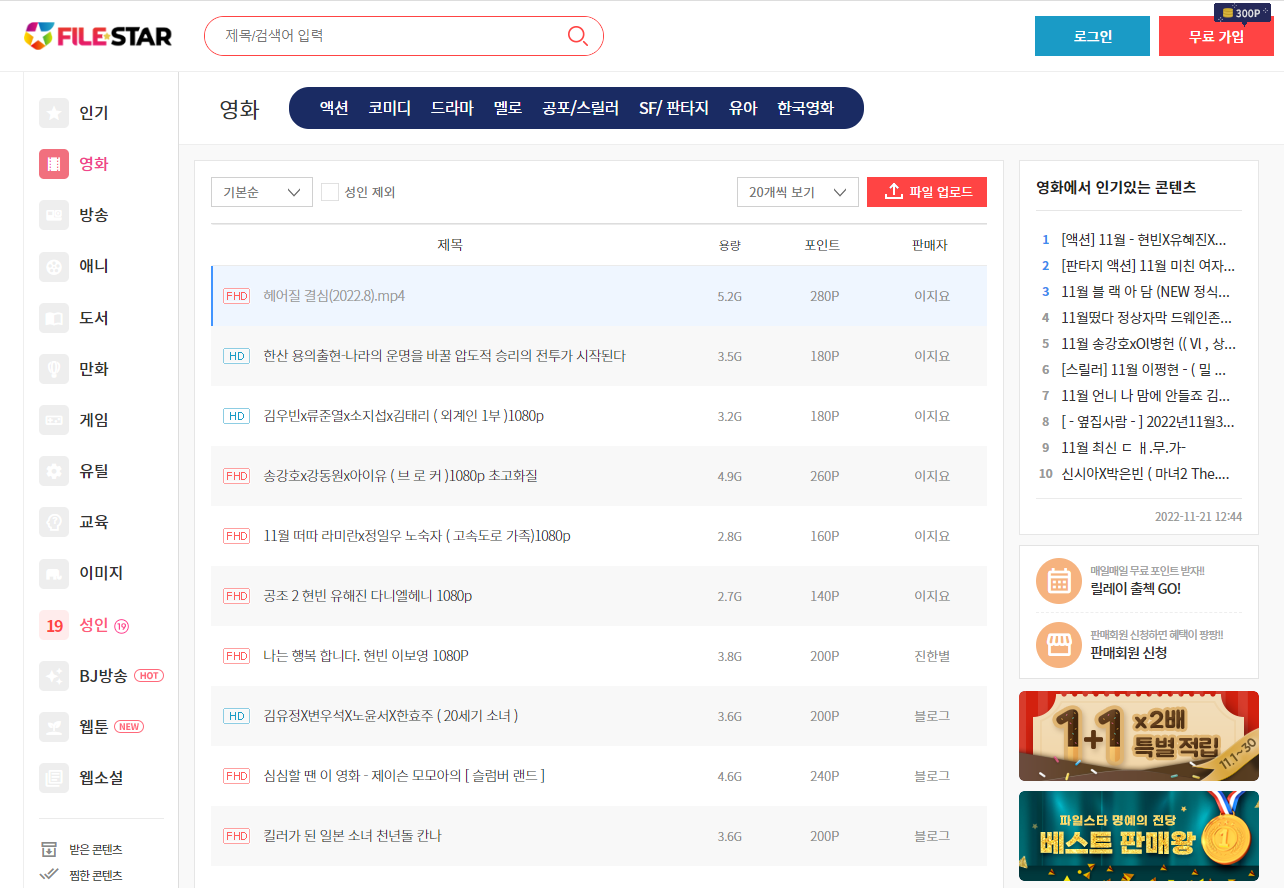 FILE STAR
제목/검색어 입력
로그인
300P
무료 가입
인기
영화
방송
애니
도서
만화
게임
유틸
교육
이미지
19 성인 19
BJ방송 HOT
웹툰 NEW
웹소설
받은 콘텐츠
찜한 콘텐츠
영화
액션 코미디 드라마 멜로 공포/스릴러 SF/ 판타지 유아 한국영화
기본순 성인 제외 20개씩 보기 파일 업로드
제목 용량 포인트 판매자
FHD 헤어질 결심(2022.8).mp4 5.2G 280P 이지요
HD 한산 용의출현-나라의 운명을 바꿀 압도적 승리의 전투가 시작된다 3.5G 180P 이지요
HD 김우빈x류준열x소지섭x김태리 ( 외계인 1부 )1080p 3.2G 180P 이지요
FHD 송강호x강동원x아이유 ( 브 로 커 )1080p 초고화질 4.9G 260P 이지요
FHD 11월 떠따 라미란x정일우 노숙자 ( 고속도로 가족)1080p 2.8G 160P 이지요
FHD 공조 2 현빈 유해진 다니엘헤니 1080p 2.7G 140P 이지요
FHD 나는 행복 합니다. 현빈 이보영 1080P 3.8G 200P 진한별
HD 김유정X변우석X노윤서X한효주 ( 20세기 소녀 ) 3.6G 200P 블로그
FHD 심심할 땐 이 영화 - 제이슨 모모아의 [ 슬럼버 랜드 ] 4.6G 240P 블로그
FHD 킬러가 된 일본 소녀 천년돌 칸나 3.6G 200P 블로그
영화에서 인기있는 콘텐츠
1 [액션] 11월 - 현빈X유혜진X...
2 [판타지 액션] 11월 미친 여자...
3 11월 블 랙 아 담 (NEW 정식...
4 11월떴다 정상자막 드웨인존...
5 11월 송강호xOl병헌 (( Vl , 상...
6 [스릴러] 11월 이쩡현 - ( 밀 ...
7 11월 언니 나 맘에 안들죠 김...
8 [ - 옆집사람 - ] 2022년11월3...
9 11월 최신 ㄷ ㅐ.무.가-
10 신시아X박은빈 ( 마녀2 The....
2022-11-21 12:44
매일매일 무료 포인트 받자!!
릴레이 출첵 GO!
판매회원 신청하면 혜택이 팡팡!!
판매회원 신청
1+1 x2배
특별 적립
11.1~30
파일스타 명예의 전당
베스트 판매왕
1